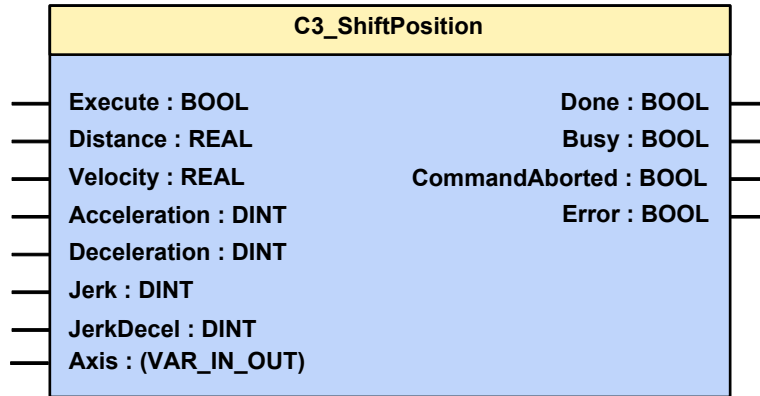 C3_ShiftPosition
Execute : BOOL
Done : BOOL
Distance : REAL
Busy : BOOL
Velocity : REAL
CommandAborted : BOOL
Acceleration : DINT
Error : BOOL
Deceleration : DINT
Jerk : DINT
JerkDecel : DINT
Axis : (VAR_IN_OUT)